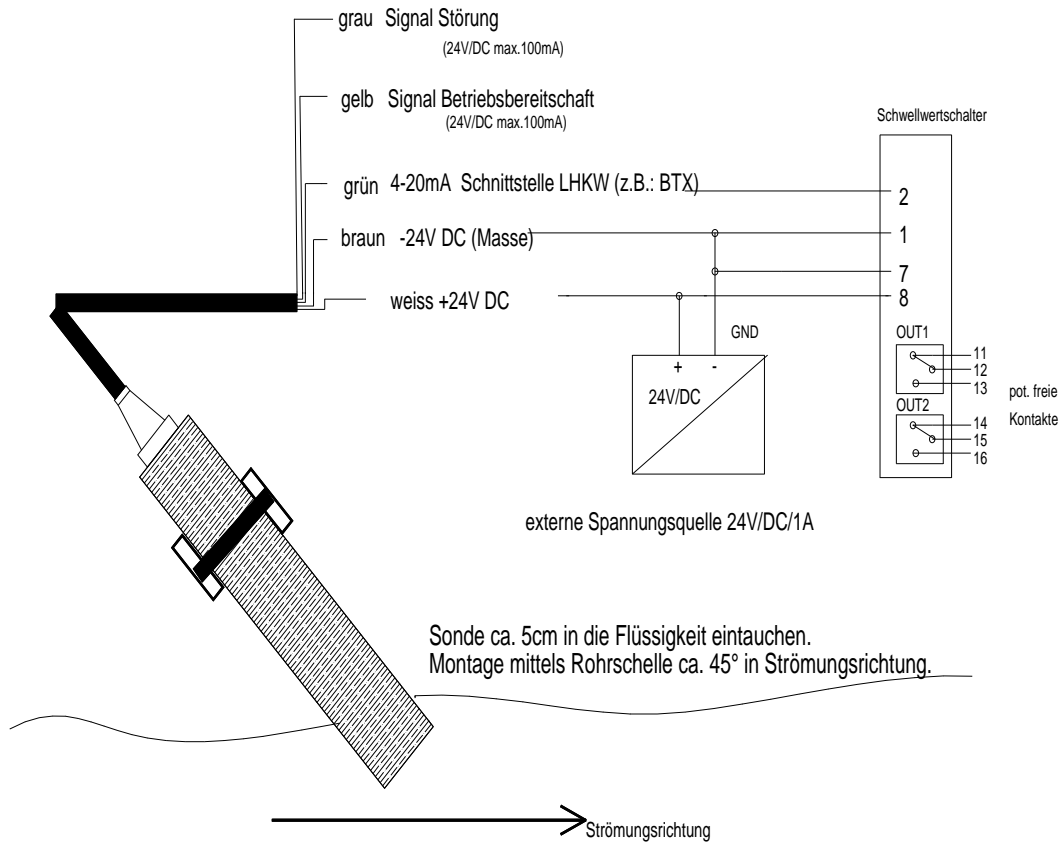 grau Signal Störung
(24V/DC max.100mA)
gelb Signal Betriebsbereitschaft
(24V/DC max.100mA)
Schwellwertschalter
grün 4-20mA Schnittstelle LHKW (z.B.: BTX)
2
braun -24V DC (Masse)
1
7
weiss +24V DC
8
GND
OUT1
+ -
24V/DC
11
12
13
pot. freie
Kontakte
OUT2
14
15
16
externe Spannungsquelle 24V/DC/1A
Sonde ca. 5cm in die Flüssigkeit eintauchen.
Montage mittels Rohrschelle ca. 45° in Strömungsrichtung.
Strömungsrichtung